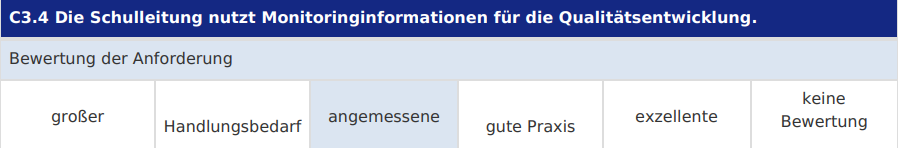 C3.4 Die Schulleitung nutzt Monitoringinformationen für die Qualitätsentwicklung.
Bewertung der Anforderung
großer
Handlungsbedarf
angemessene
gute Praxis
exzellente
keine
Bewertung